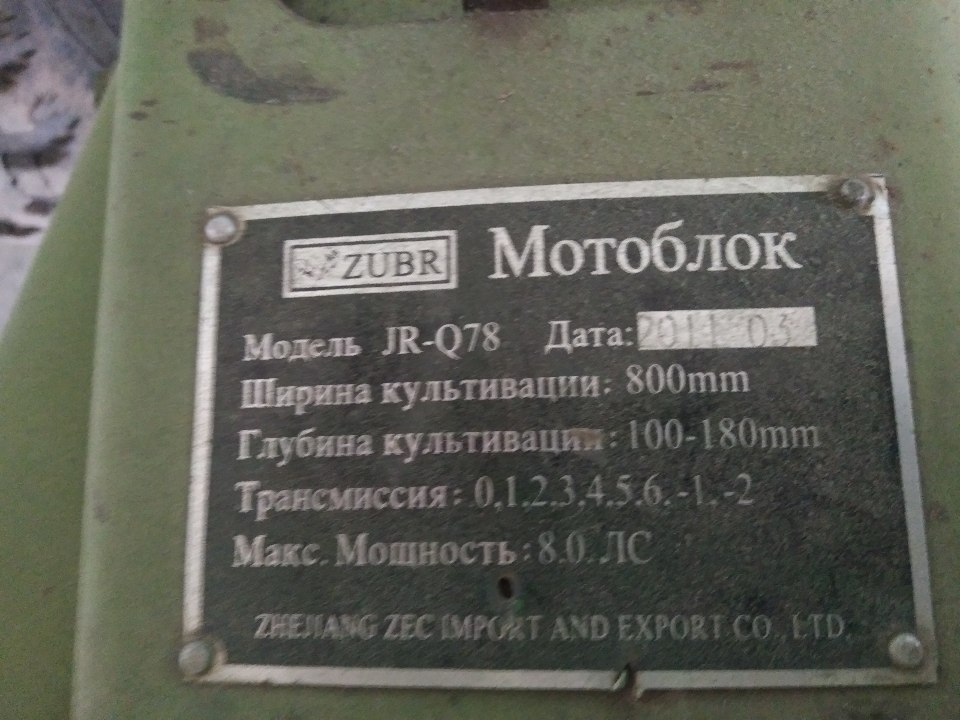 ZUBR Мотоблок
Модель JR-Q78 Дата: 2011 03
Ширина культивации: 800mm
Глубина культивации: 100-180mm
Трансмиссия: 0,1,2,3,4,5,6,-1,-2
Макс. Мощность: 8.0. ЛС
ZHEJIANG ZEC IMPORT AND EXPORT CO., LTD.